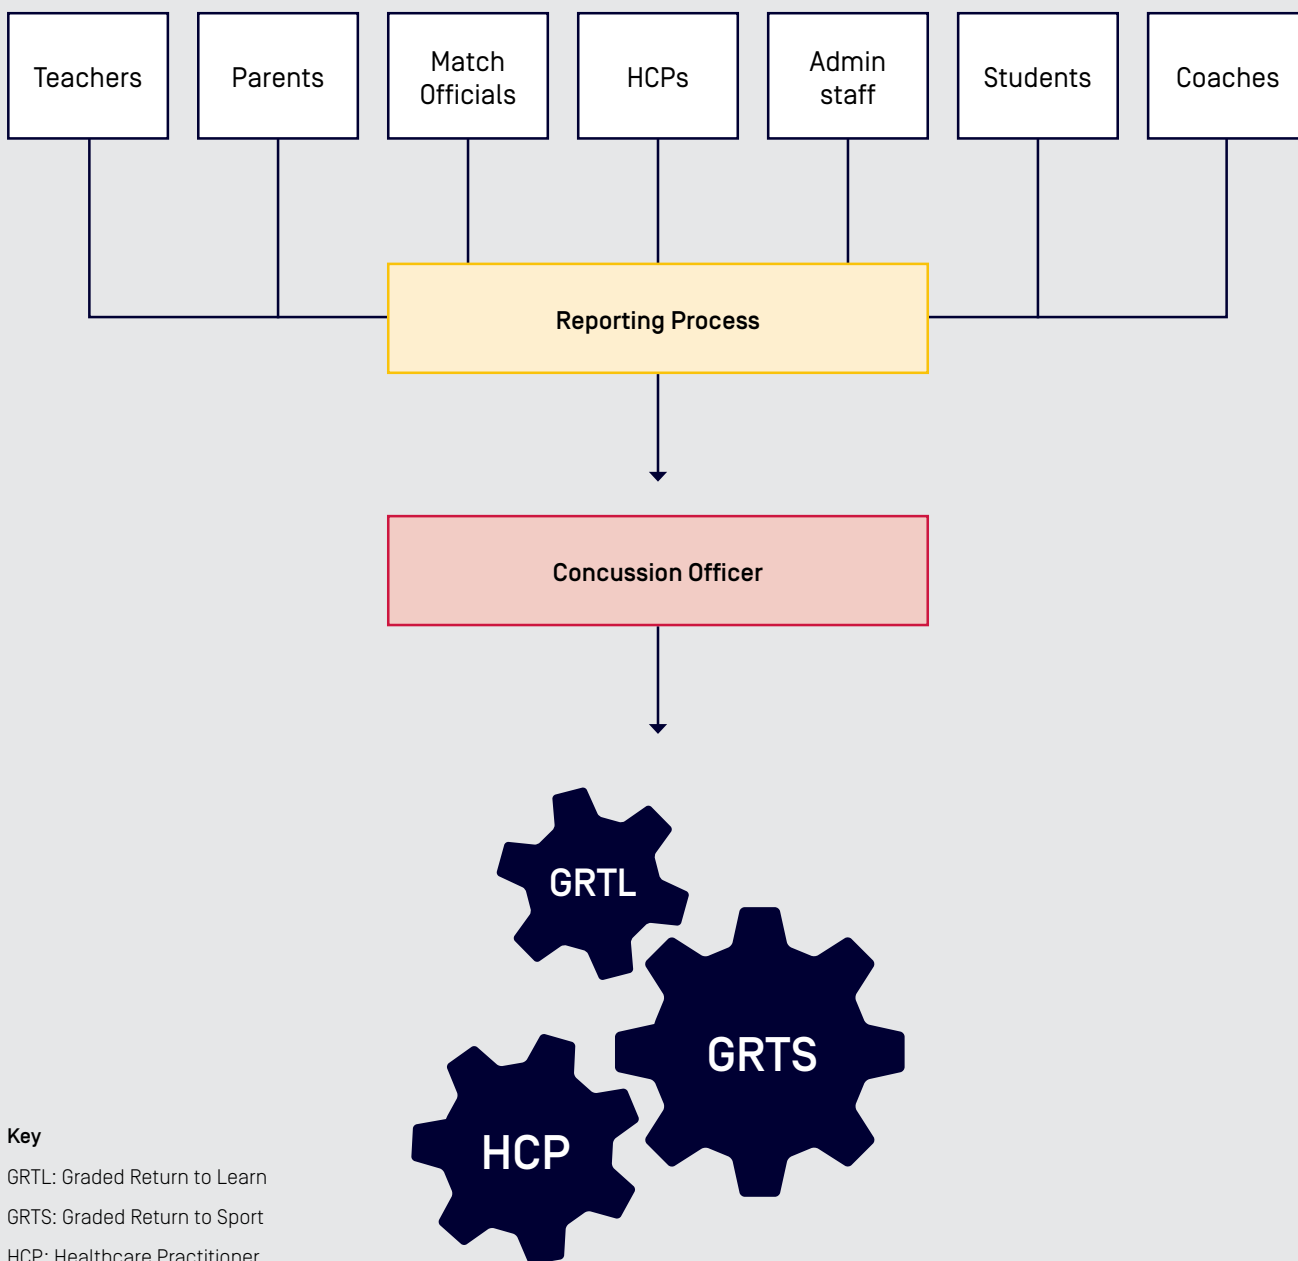 Teachers
Parents
Match
Officials
HCPs
Admin
staff
Students
Coaches
Reporting Process
Concussion Officer
GRTL
GRTS
HCP
Key
GRTL: Graded Return to Learn
GRTS: Graded Return to Sport
HCP: Healthcare Practitioner